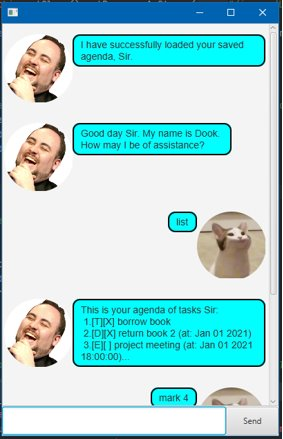 I have successfully loaded your saved
agenda, Sir.
Good day Sir. My name is Dook.
How may I be of assistance?
list
This is your agenda of tasks Sir:
1.[T][X] borrow book
2.[D][X] return book 2 (at: Jan 01 2021)
3.[E][ ] project meeting (at: Jan 01 2021
18:00:00)...
mark 4
Send